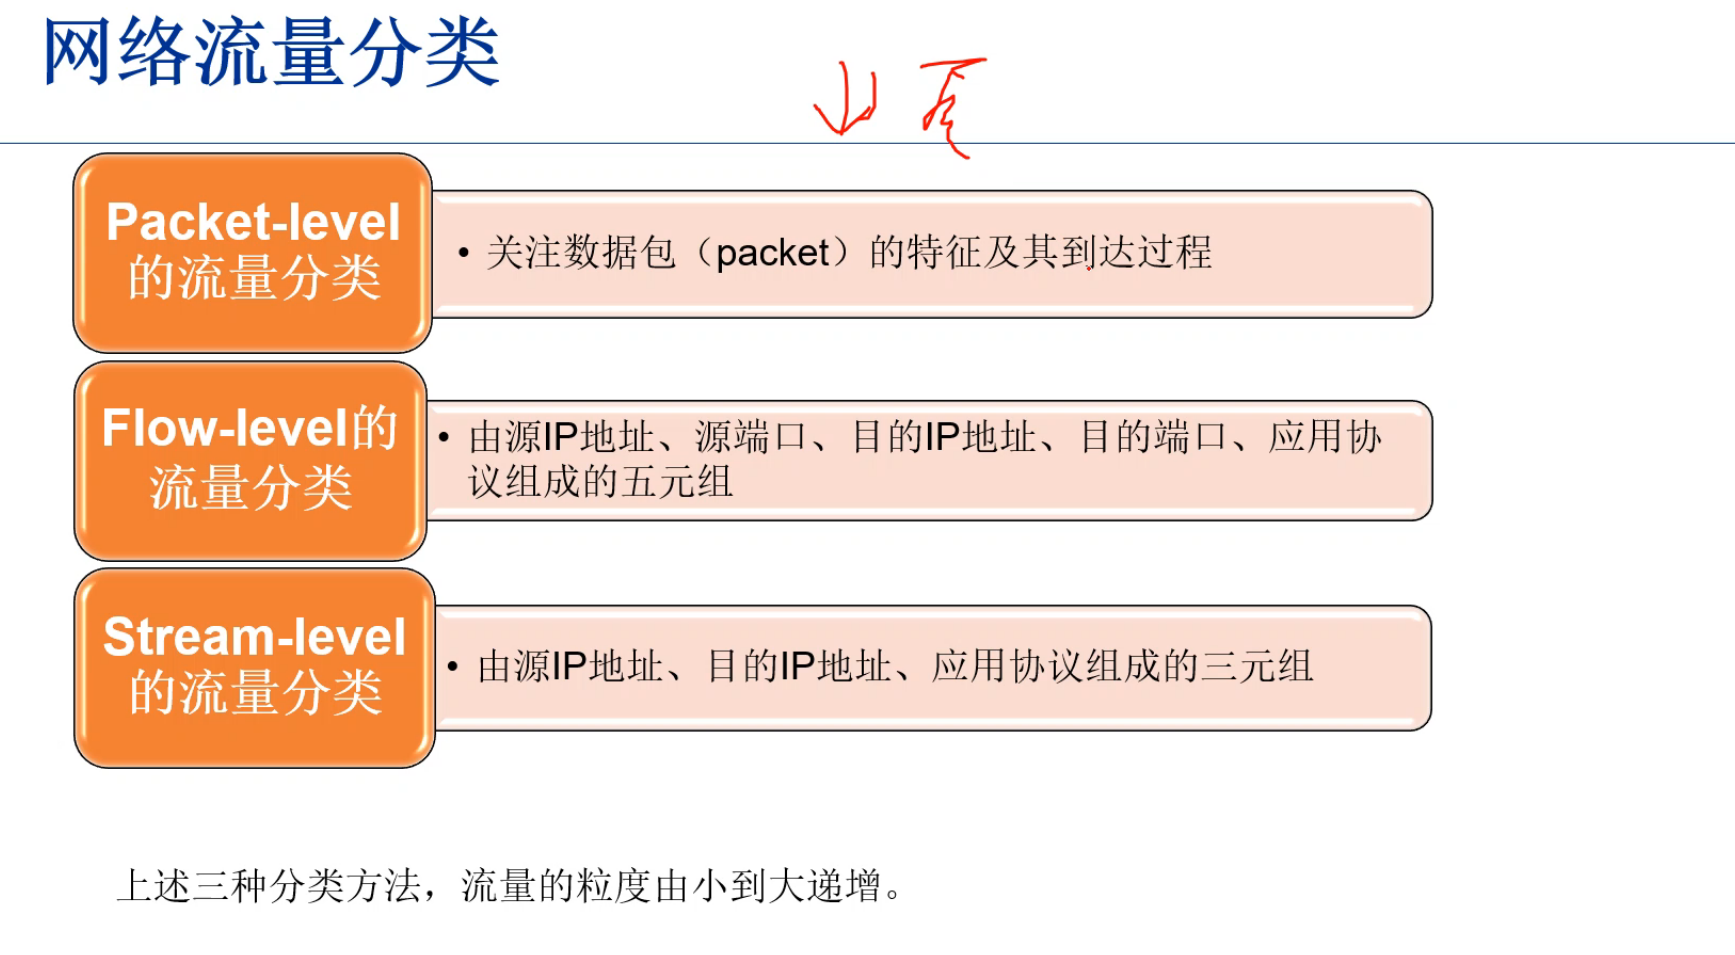 网络流量分类
Packet-level
的流量分类
• 关注数据包（packet）的特征及其到达过程
Flow-level的
流量分类
• 由源IP地址、源端口、目的IP地址、目的端口、应用协
议组成的五元组
Stream-level
的流量分类
• 由源IP地址、目的IP地址、应用协议组成的三元组
上述三种分类方法，流量的粒度由小到大递增。